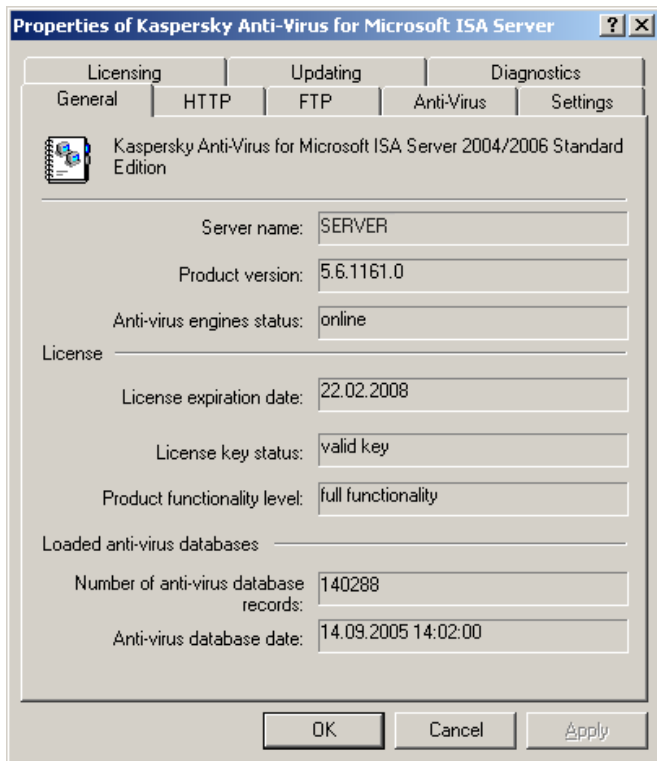 Properties of Kaspersky Anti-Virus for Microsoft ISA Server
Licensing Updating Diagnostics
General HTTP FTP Anti-Virus Settings
Kaspersky Anti-Virus for Microsoft ISA Server 2004/2006 Standard
Edition
Server name: SERVER
Product version: 5.6.1161.0
Anti-virus engines status: online
License
License expiration date: 22.02.2008
License key status: valid key
Product functionality level: full functionality
Loaded anti-virus databases
Number of anti-virus database
records: 140288
Anti-virus database date: 14.09.2005 14:02:00
OK Cancel Apply